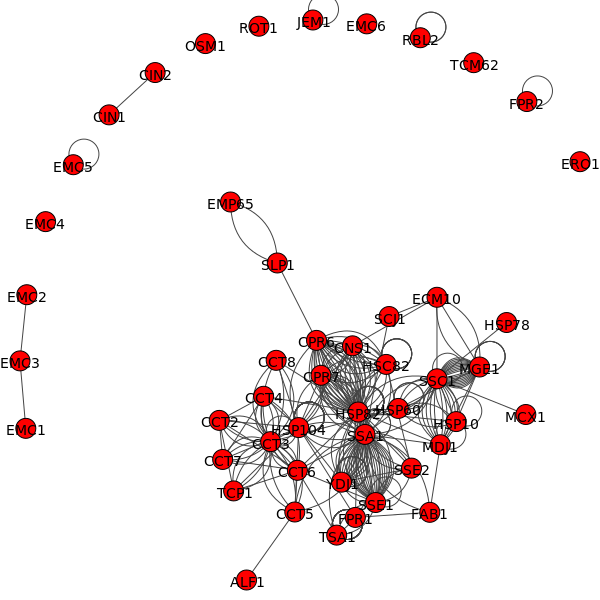 JEM1
ROT1
EMC6
RBL2
OSM1
TCM62
CIN2
FPR2
CIN1
ERO1
EMC5
EMP65
EMC4
SLP1
EMC2
ECM10
SCJ1
HSP78
CPR6
CNS1
EMC3
CCT8
HSC82
MGE1
CPR7
SSC1
CCT4
HSP60
MCX1
CCT2
HSP10
EMC1
HSP104
SSA1
CCT3
MDJ1
CCT7
CCT6
SSE2
TCP1
YDJ1
SSE1
CCT5
FPR1
FAB1
TSA1
ALF1